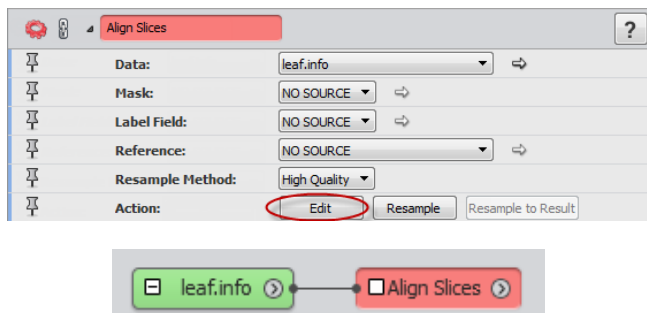 Align Slices ?
Data: leaf.info
Mask: NO SOURCE
Label Field: NO SOURCE
Reference: NO SOURCE
Resample Method: High Quality
Action: Edit Resample Resample to Result
leaf.info Align Slices